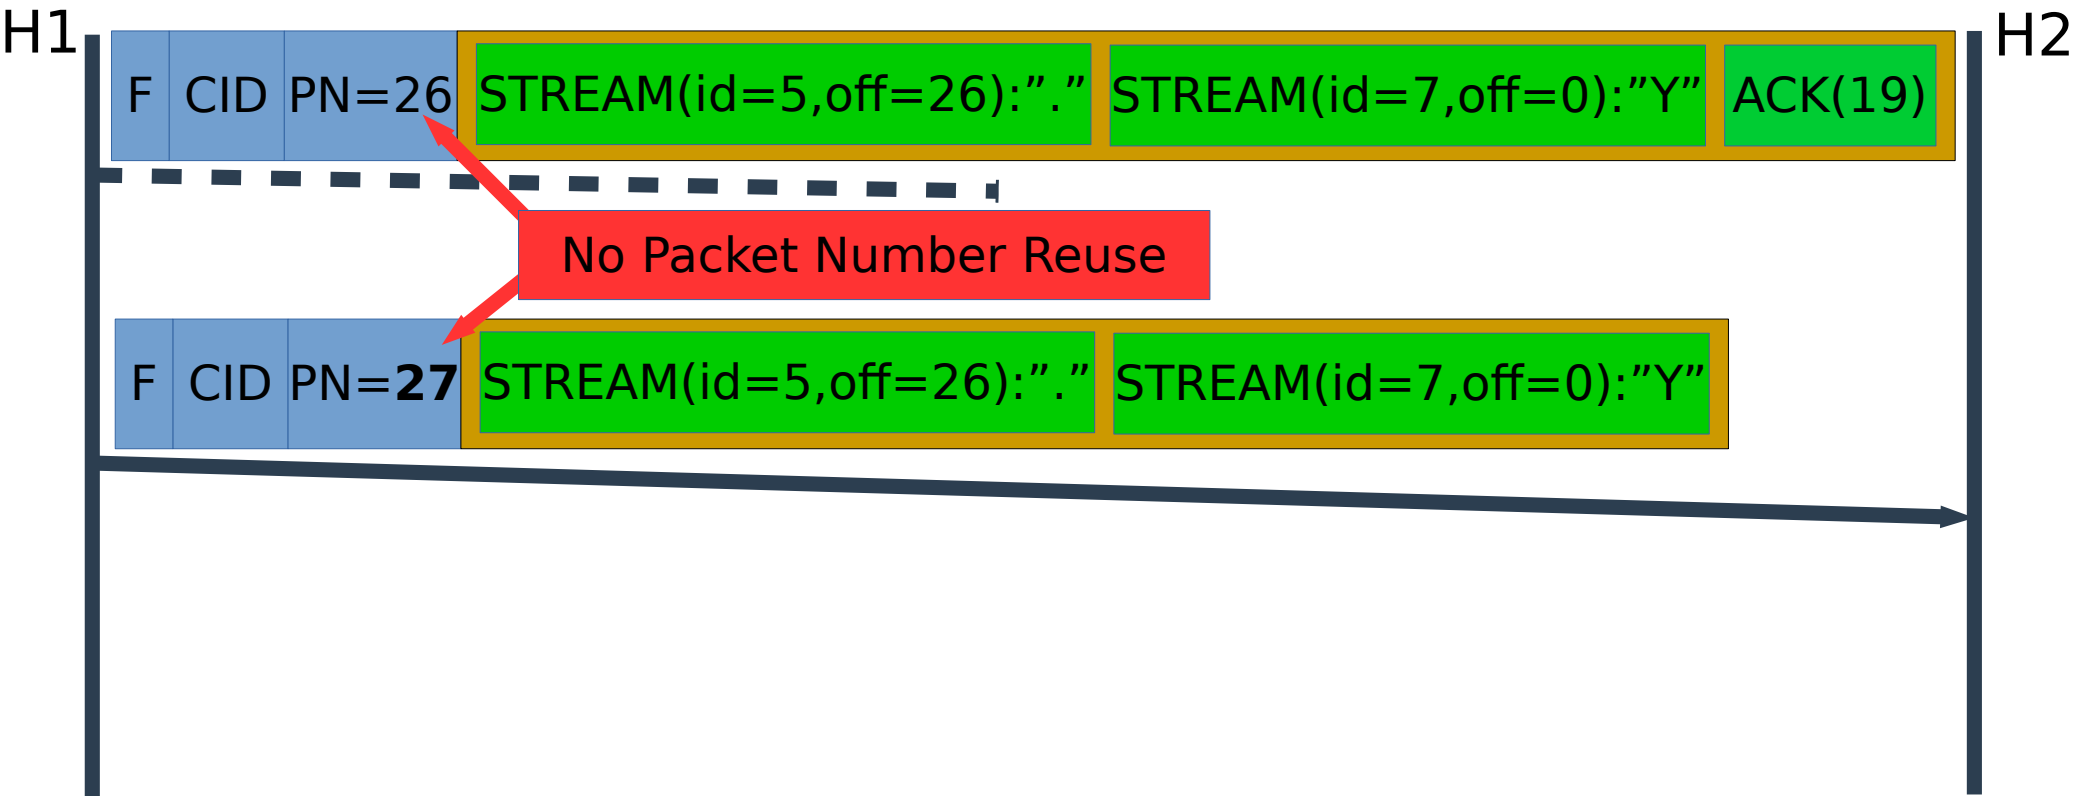 H1
H2
F CID PN=26 STREAM(id=5,off=26):”.” STREAM(id=7,off=0):”Y” ACK(19)
No Packet Number Reuse
F CID PN=27 STREAM(id=5,off=26):”.” STREAM(id=7,off=0):”Y”